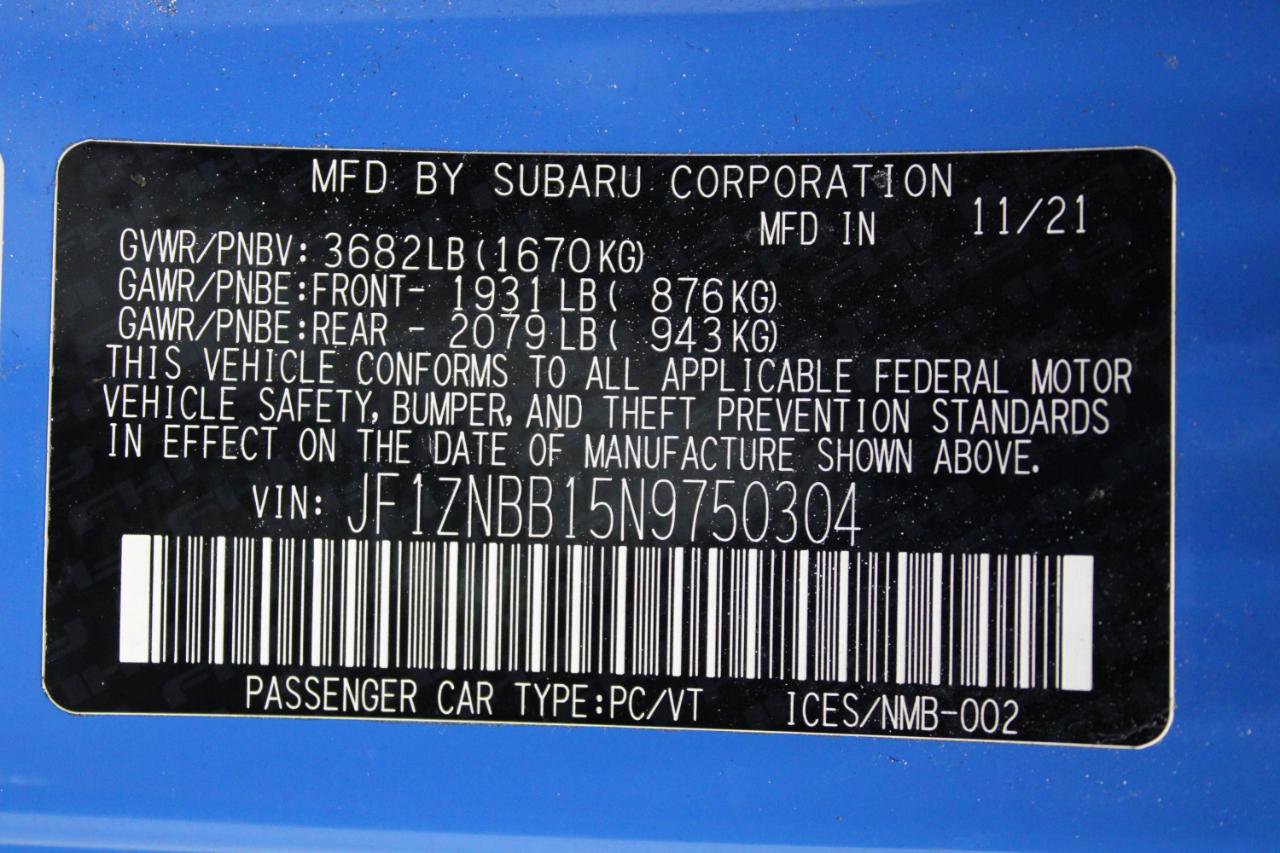 MFD BY SUBARU CORPORATION
MFD IN 11/21
GVWR/PNBV: 3682LB(1670KG)
GAWR/PNBE:FRONT- 1931LB( 876KG)
GAWR/PNBE:REAR - 2079LB( 943KG)
THIS VEHICLE CONFORMS TO ALL APPLICABLE FEDERAL MOTOR
VEHICLE SAFETY, BUMPER, AND THEFT PREVENTION STANDARDS
IN EFFECT ON THE DATE OF MANUFACTURE SHOWN ABOVE.
VIN: JF1ZNBB15N9750304
PASSENGER CAR TYPE:PC/VT ICES/NMB-002